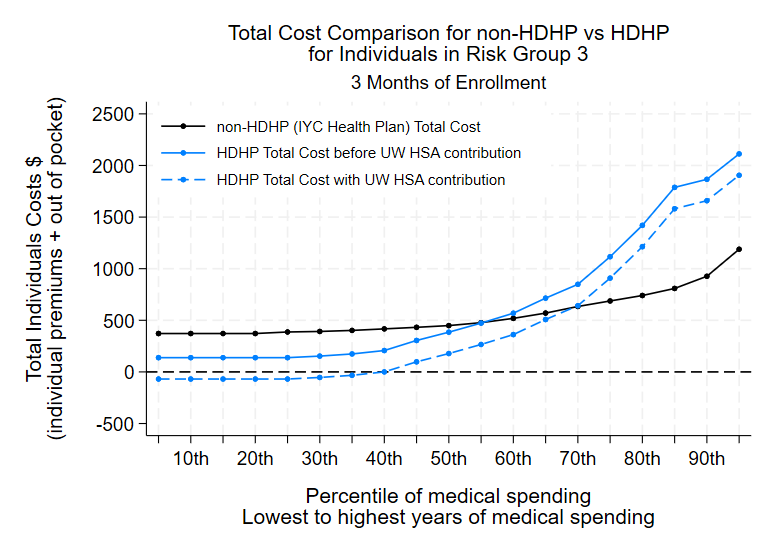 Total Cost Comparison for non-HDHP vs HDHP
for Individuals in Risk Group 3
3 Months of Enrollment
Total Individuals Costs $
(individual premiums + out of pocket)
2500
2000
1500
1000
500
0
-500
non-HDHP (IYC Health Plan) Total Cost
HDHP Total Cost before UW HSA contribution
HDHP Total Cost with UW HSA contribution
10th 20th 30th 40th 50th 60th 70th 80th 90th
Percentile of medical spending
Lowest to highest years of medical spending